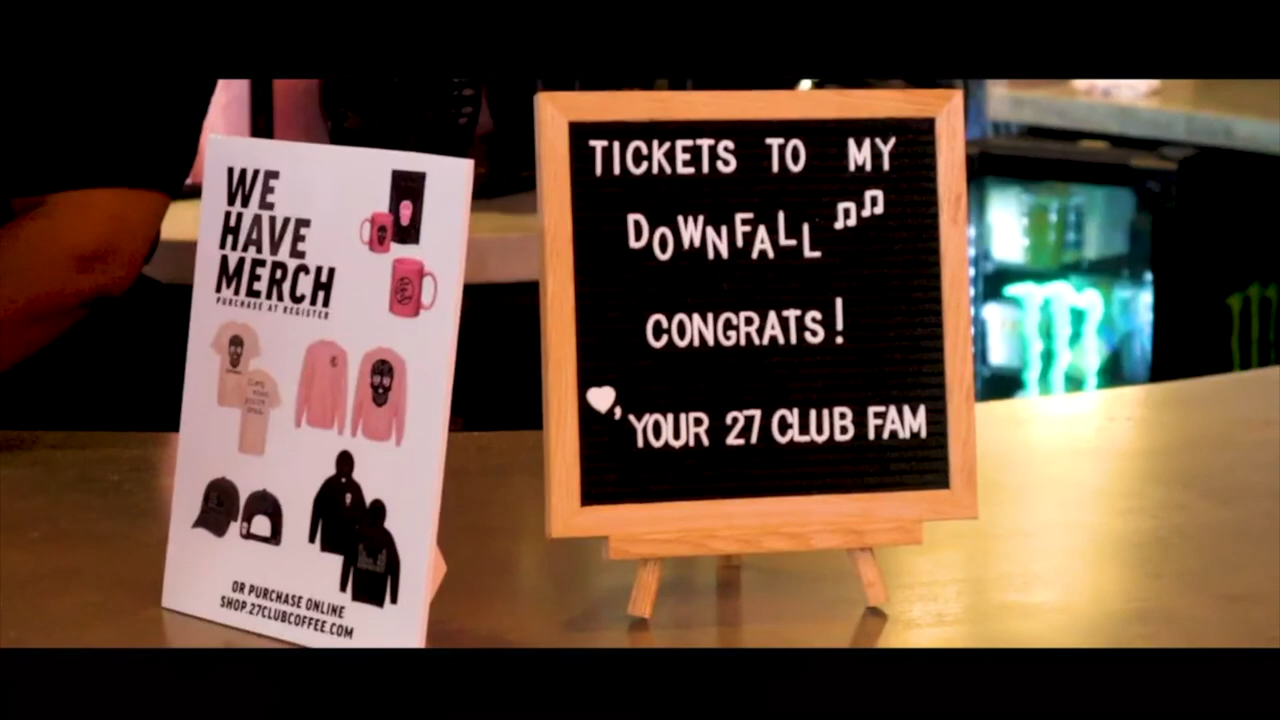 WE
HAVE
MERCH
PURCHASE AT REGISTER
OR PURCHASE ONLINE
SHOP.27CLUBCOFFEE.COM
TICKETS TO MY
DOWNFALL
CONGRATS!
, YOUR 27 CLUB FAM